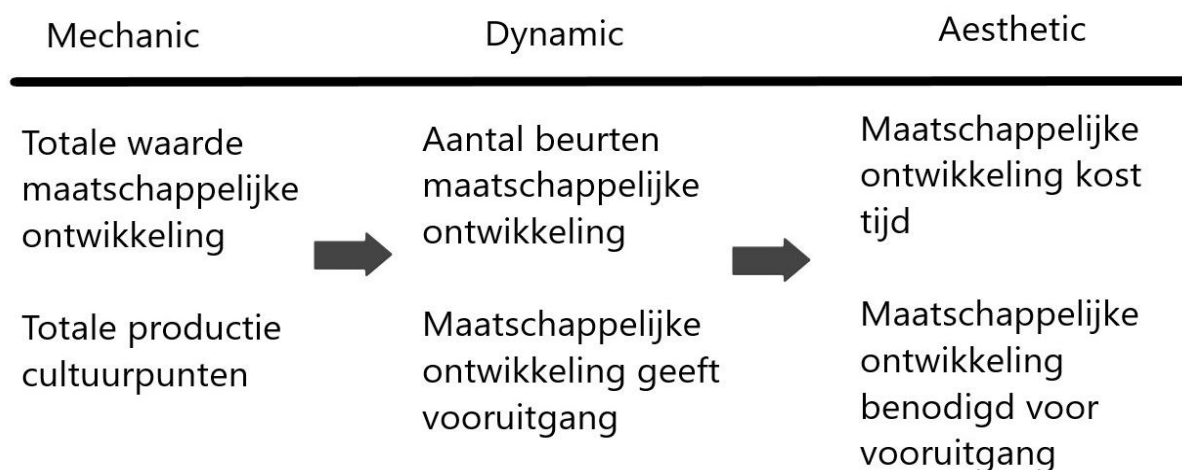 Mechanic
Dynamic
Aesthetic
Totale waarde
maatschappelijke
ontwikkeling
Totale productie
cultuurpunten
Aantal beurten
maatschappelijke
ontwikkeling
Maatschappelijke
ontwikkeling geeft
vooruitgang
Maatschappelijke
ontwikkeling kost
tijd
Maatschappelijke
ontwikkeling
benodigd voor
vooruitgang